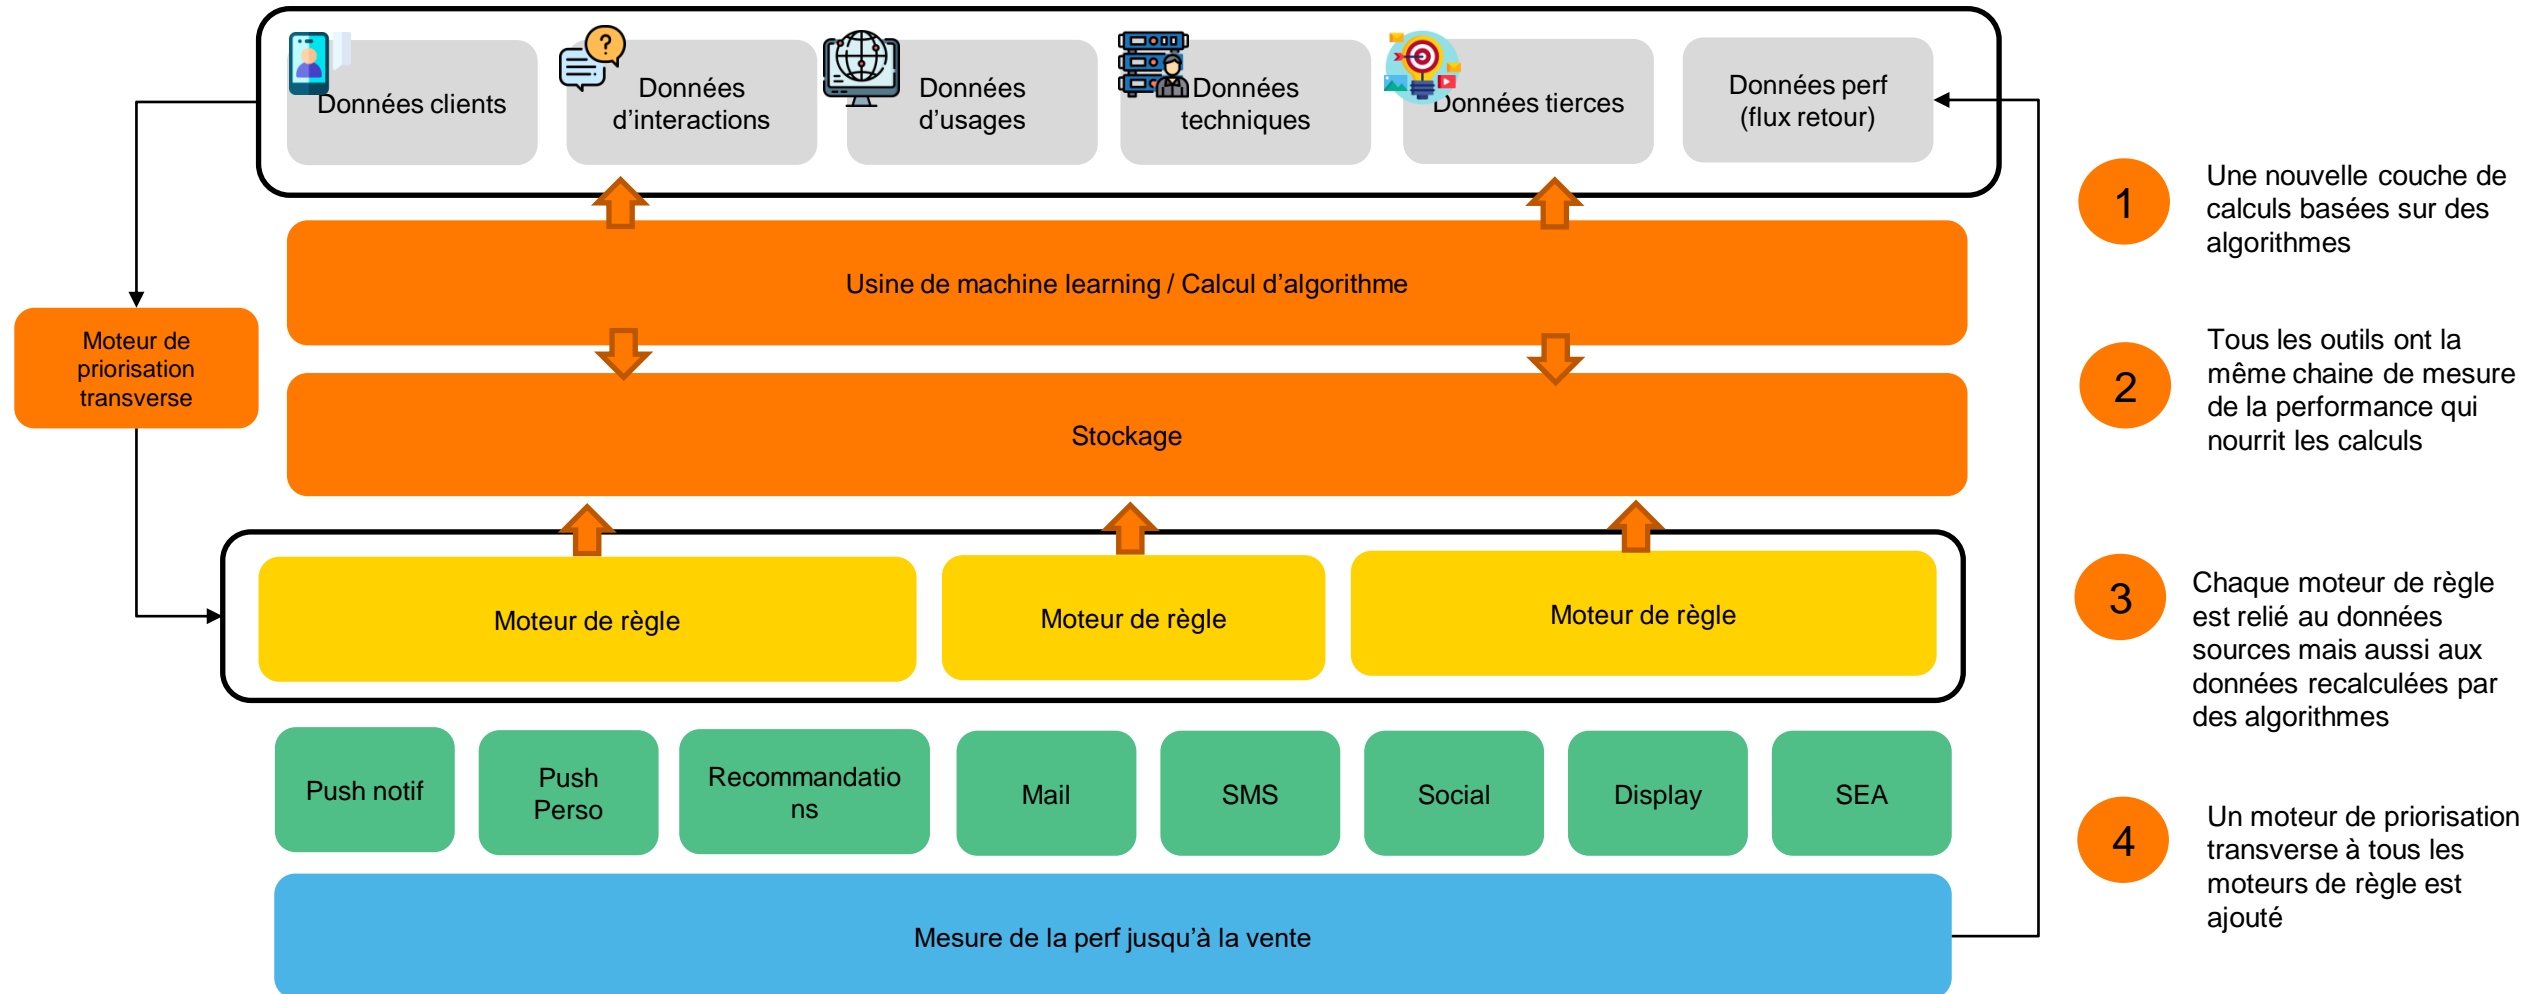 Données clients
Données
d'interactions
Données
d'usages
Données
techniques
Données tierces
Données perf
(flux retour)
Usine de machine learning / Calcul d'algorithme
Moteur de
priorisation
transverse
Stockage
Moteur de règle
Moteur de règle
Moteur de règle
Push notif
Push
Perso
Recommandatio
ns
Mail
SMS
Social
Display
SEA
Mesure de la perf jusqu'à la vente
1
Une nouvelle couche de
calculs basées sur des
algorithmes
2
Tous les outils ont la
même chaine de mesure
de la performance qui
nourrit les calculs
3
Chaque moteur de règle
est relié au données
sources mais aussi aux
données recalculées par
des algorithmes
4
Un moteur de priorisation
transverse à tous les
moteurs de règle est
ajouté